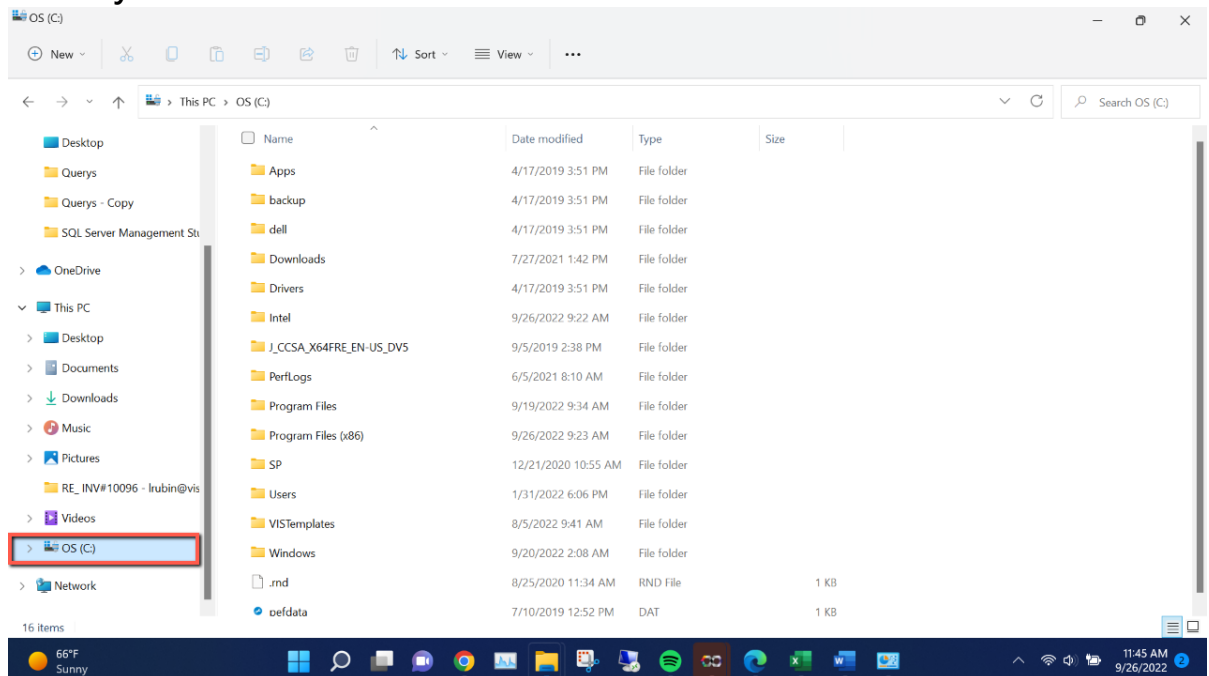 OS (C:)
New
Sort
View
This PC > OS (C:)
Search OS (C:)
Desktop
Querys
Querys - Copy
SQL Server Management Stu
OneDrive
This PC
Desktop
Documents
Downloads
Music
Pictures
RE_ INV#10096 - lrubin@vis
Videos
OS (C:)
Network
Name Date modified Type Size
Apps 4/17/2019 3:51 PM File folder
backup 4/17/2019 3:51 PM File folder
dell 4/17/2019 3:51 PM File folder
Downloads 7/27/2021 1:42 PM File folder
Drivers 4/17/2019 3:51 PM File folder
Intel 9/26/2022 9:22 AM File folder
J_CCSA_X64FRE_EN-US_DV5 9/5/2019 2:38 PM File folder
PerfLogs 6/5/2021 8:10 AM File folder
Program Files 9/19/2022 9:34 AM File folder
Program Files (x86) 9/26/2022 9:23 AM File folder
SP 12/21/2020 10:55 AM File folder
Users 1/31/2022 6:06 PM File folder
VISTemplates 8/5/2022 9:41 AM File folder
Windows 9/20/2022 2:08 AM File folder
.rnd 8/25/2020 11:34 AM RND File 1 KB
pefdata 7/10/2019 12:52 PM DAT 1 KB
16 items
66°F
Sunny
11:45 AM
9/26/2022
2